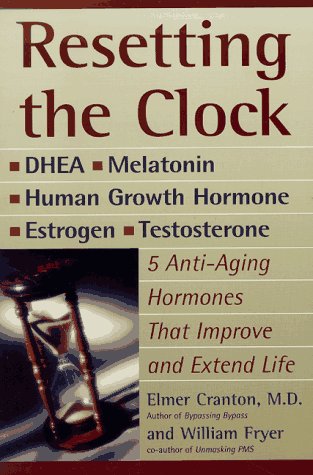 Resetting
the Clock
■ DHEA ■ Melatonin
■ Human Growth Hormone
■ Estrogen ■ Testosterone
5 Anti-Aging
Hormones
That Improve
and Extend Life
Elmer Cranton, M.D.
Author of Bypassing Bypass
and William Fryer
co-author of Unmasking PMS